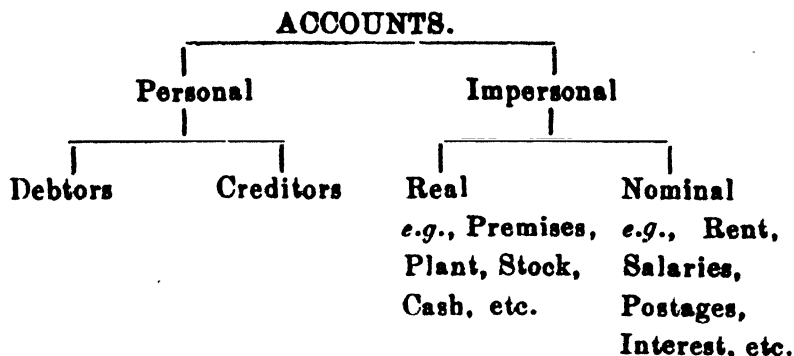 ACCOUNTS.
Personal Impersonal
Debtors Creditors Real Nominal
e.g., Premises, e.g., Rent,
Plant, Stock, Salaries,
Cash, etc. Postages,
Interest, etc.